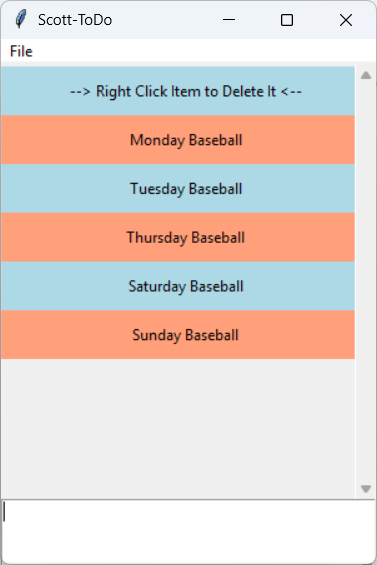 Scott-ToDo
File
--> Right Click Item to Delete It <--
Monday Baseball
Tuesday Baseball
Thursday Baseball
Saturday Baseball
Sunday Baseball